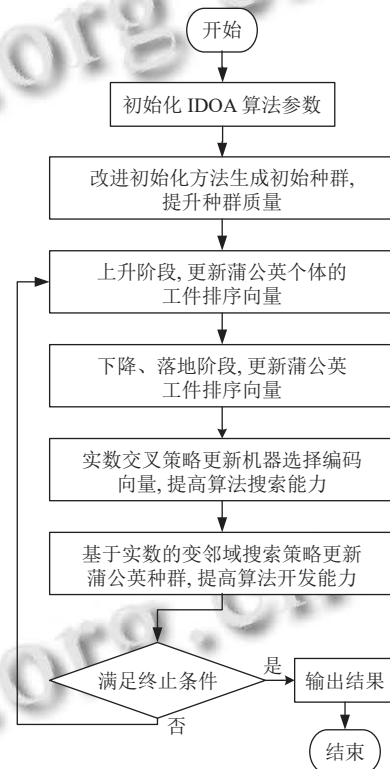 开始
初始化 IDOA 算法参数
改进初始化方法生成初始种群,
提升种群质量
上升阶段, 更新蒲公英个体的
工件排序向量
下降、落地阶段, 更新蒲公英
工件排序向量
实数交叉策略更新机器选择编码
向量, 提高算法搜索能力
基于实数的变邻域搜索策略更新
蒲公英种群, 提高算法开发能力
满足终止条件
是
输出结果
否
结束